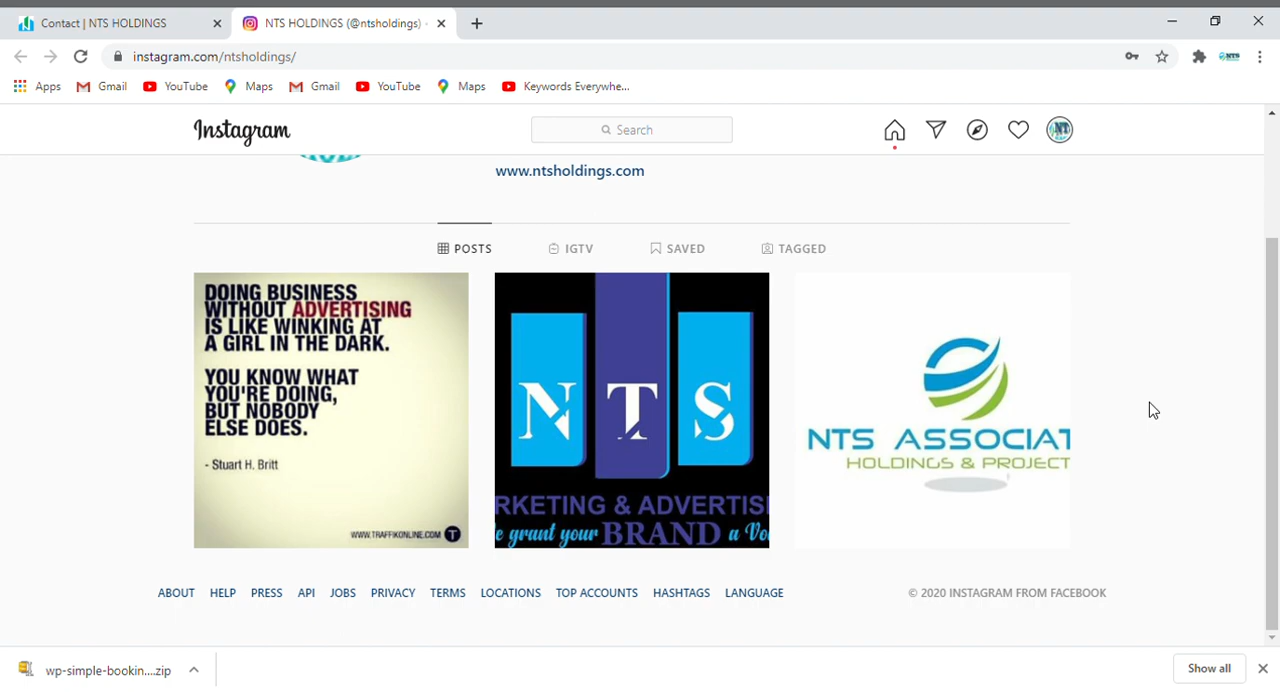 Contact | NTS HOLDINGS
NTS HOLDINGS (@ntsholdings) ·
instagram.com/ntsholdings/
Apps Gmail YouTube Maps Gmail YouTube Maps Keywords Everywhe...
Instagram
Search
NT
www.ntsholdings.com
POSTS IGTV SAVED TAGGED
DOING BUSINESS
WITHOUT ADVERTISING
IS LIKE WINKING AT
A GIRL IN THE DARK.
YOU KNOW WHAT
YOU'RE DOING,
BUT NOBODY
ELSE DOES.
- Stuart H. Britt
WWW.TRAFFIKONLINE.COM T
N T S
RKETING & ADVERTIS
e grant your BRAND a Vo
NTS ASSOCIAT
HOLDINGS & PROJECT
ABOUT HELP PRESS API JOBS PRIVACY TERMS LOCATIONS TOP ACCOUNTS HASHTAGS LANGUAGE
© 2020 INSTAGRAM FROM FACEBOOK
wp-simple-bookin....zip
Show all